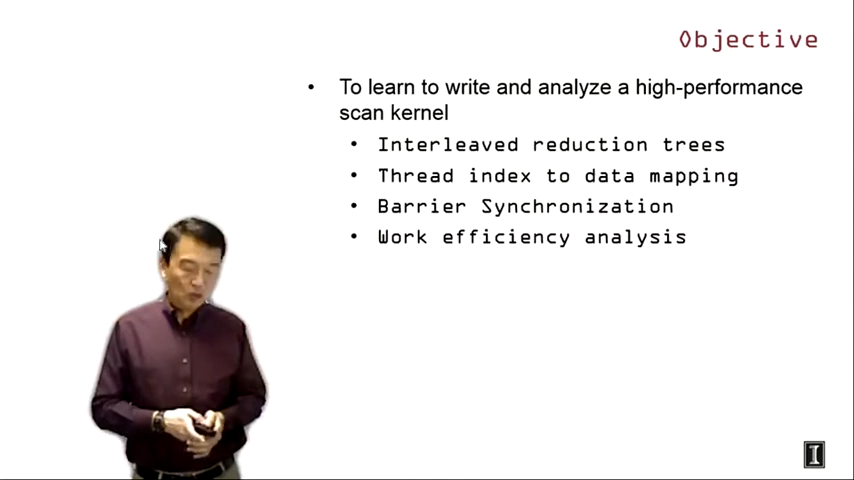 Objective
• To learn to write and analyze a high-performance
scan kernel
• Interleaved reduction trees
• Thread index to data mapping
• Barrier Synchronization
• Work efficiency analysis
I